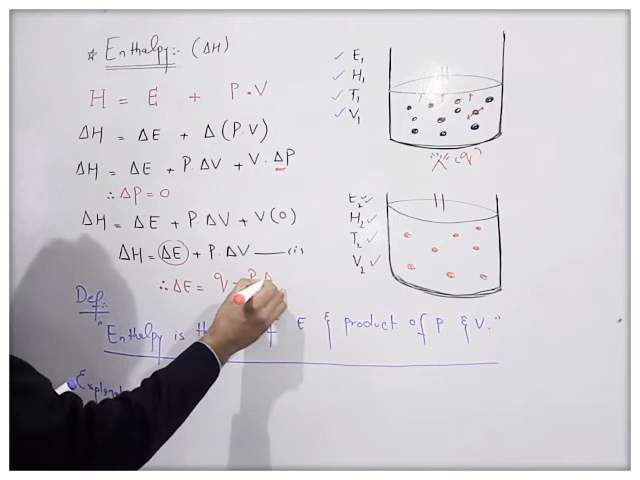 * Enthalpy:- (ΔH)
H = E + P.V
ΔH = ΔE + Δ(P.V)
ΔH = ΔE + P.ΔV + V.ΔP
∴ ΔP = 0
ΔH = ΔE + P.ΔV + V(0)
ΔH = ΔE + P.ΔV —— (i)
∴ ΔE = q - P.Δ
Def:-
"Enthalpy is E & product of P & V."
✓ E₁
✓ H₁
✓ T₁
✓ V₁
(q)
E₂ ✓
H₂ ✓
T₂ ✓
V₂ ✓